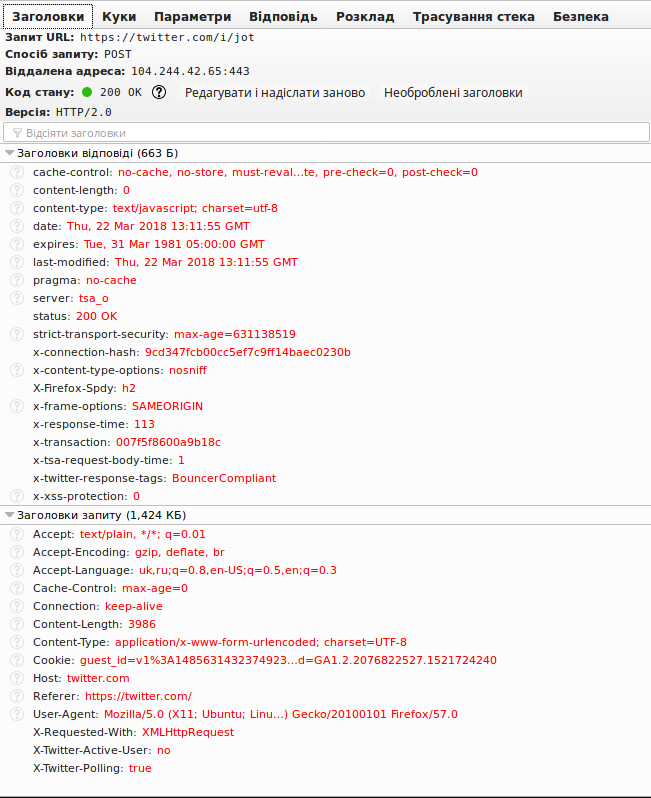 Заголовки Куки Параметри Відповідь Розклад Трасування стека Безпека
Запит URL: https://twitter.com/i/jot
Спосіб запиту: POST
Віддалена адреса: 104.244.42.65:443
Код стану: 200 OK ? Редагувати і надіслати заново Необроблені заголовки
Версія: HTTP/2.0
Відсіяти заголовки
Заголовки відповіді (663 Б)
? cache-control: no-cache, no-store, must-reval...te, pre-check=0, post-check=0
? content-length: 0
? content-type: text/javascript; charset=utf-8
? date: Thu, 22 Mar 2018 13:11:55 GMT
? expires: Tue, 31 Mar 1981 05:00:00 GMT
? last-modified: Thu, 22 Mar 2018 13:11:55 GMT
? pragma: no-cache
? server: tsa_o
status: 200 OK
? strict-transport-security: max-age=631138519
x-connection-hash: 9cd347fcb00cc5ef7c9ff14baec0230b
? x-content-type-options: nosniff
X-Firefox-Spdy: h2
? x-frame-options: SAMEORIGIN
x-response-time: 113
x-transaction: 007f5f8600a9b18c
x-tsa-request-body-time: 1
x-twitter-response-tags: BouncerCompliant
? x-xss-protection: 0
Заголовки запиту (1,424 КБ)
? Accept: text/plain, */*; q=0.01
? Accept-Encoding: gzip, deflate, br
? Accept-Language: uk,ru;q=0.8,en-US;q=0.5,en;q=0.3
? Cache-Control: max-age=0
? Connection: keep-alive
? Content-Length: 3986
? Content-Type: application/x-www-form-urlencoded; charset=UTF-8
? Cookie: guest_id=v1%3A1485631432374923...d=GA1.2.2076822527.1521724240
? Host: twitter.com
? Referer: https://twitter.com/
? User-Agent: Mozilla/5.0 (X11; Ubuntu; Linu...) Gecko/20100101 Firefox/57.0
X-Requested-With: XMLHttpRequest
X-Twitter-Active-User: no
X-Twitter-Polling: true